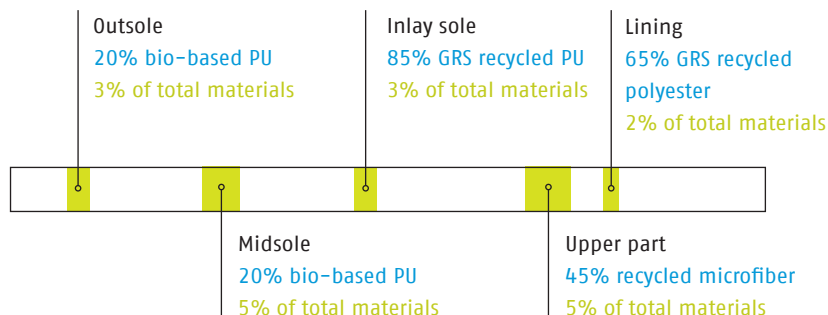 Outsole
20% bio-based PU
3% of total materials
Inlay sole
85% GRS recycled PU
3% of total materials
Lining
65% GRS recycled
polyester
2% of total materials
Midsole
20% bio-based PU
5% of total materials
Upper part
45% recycled microfiber
5% of total materials